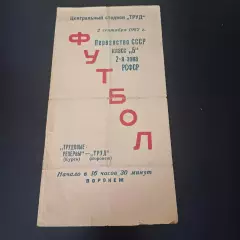 Центральный стадион „ТРУД"
2 сентября 1967 г.
Первенство СССР
класс „Б"
2-я зона
РСФСР
ФУТБОЛ
„ТРУДОВЫЕ
РЕЗЕРВЫ" — „ТРУД"
(Курск) (Воронеж)
Начало в 16 часов 30 минут
ВОРОНЕЖ